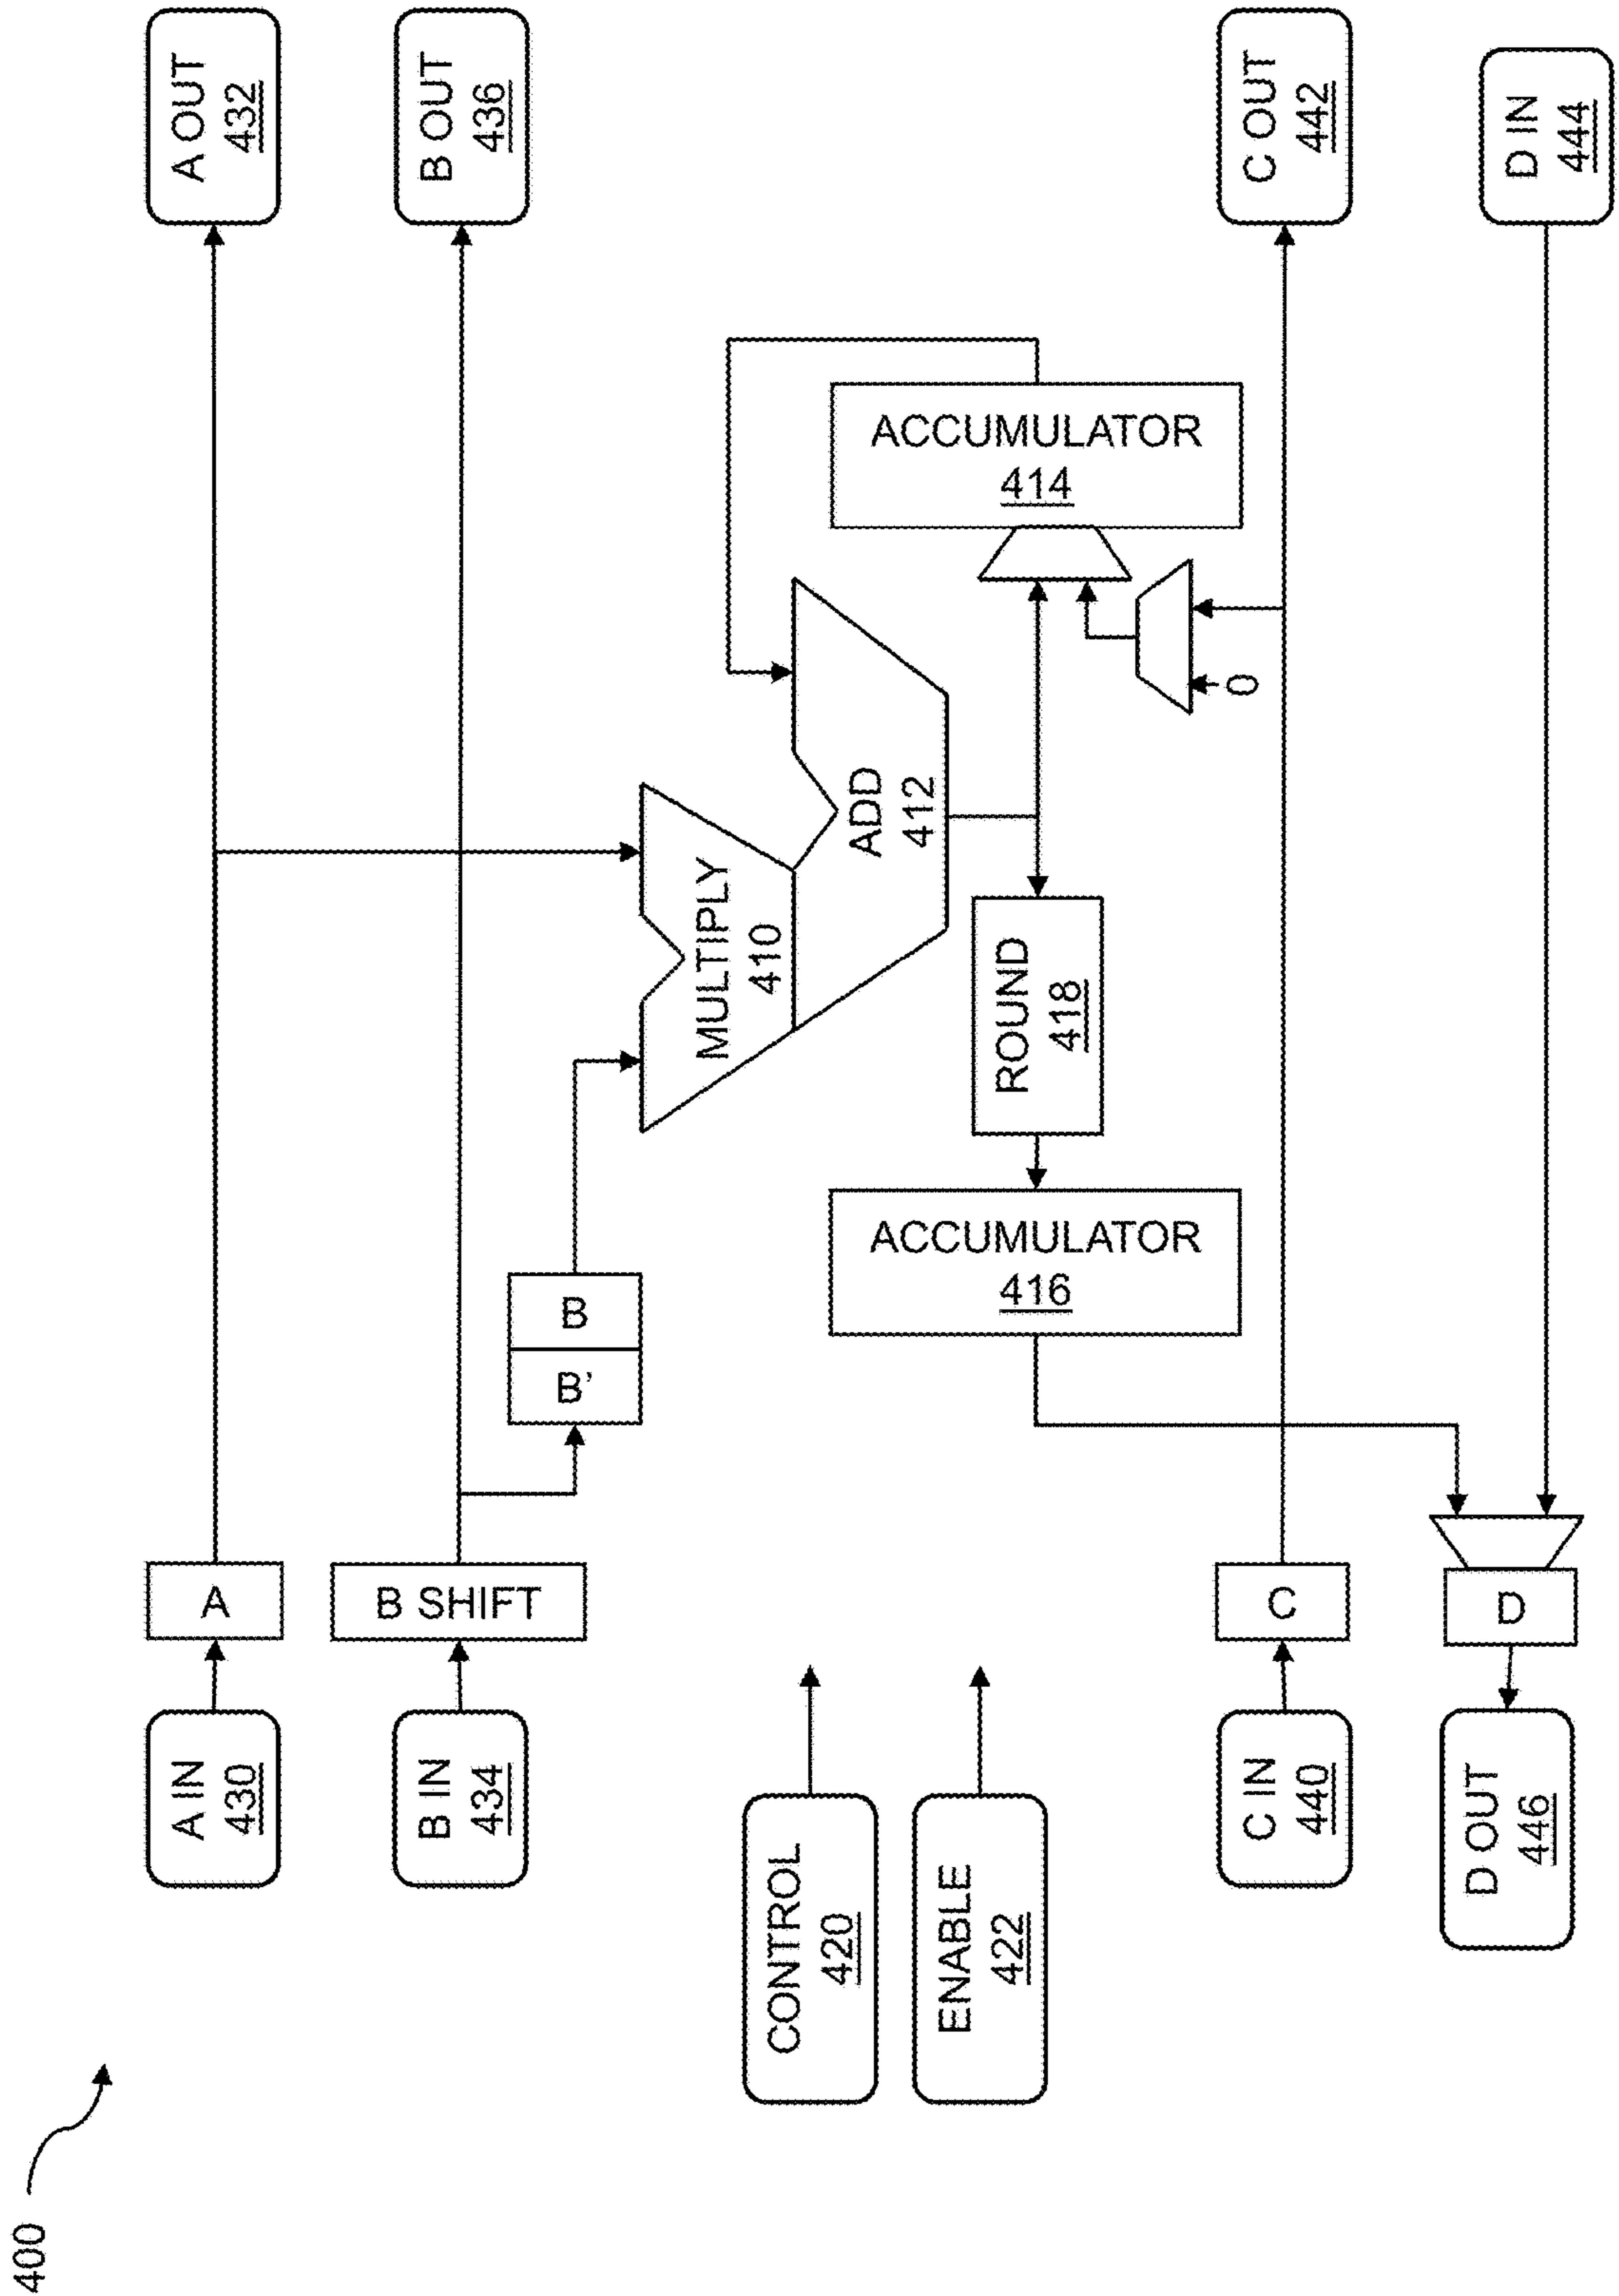 400
A IN
430
A
A OUT
432
B IN
434
B SHIFT
B OUT
436
B'
B
MULTIPLY
410
ADD
412
CONTROL
420
ENABLE
422
ACCUMULATOR
416
ROUND
418
ACCUMULATOR
414
0
C IN
440
C
C OUT
442
D OUT
446
D
D IN
444